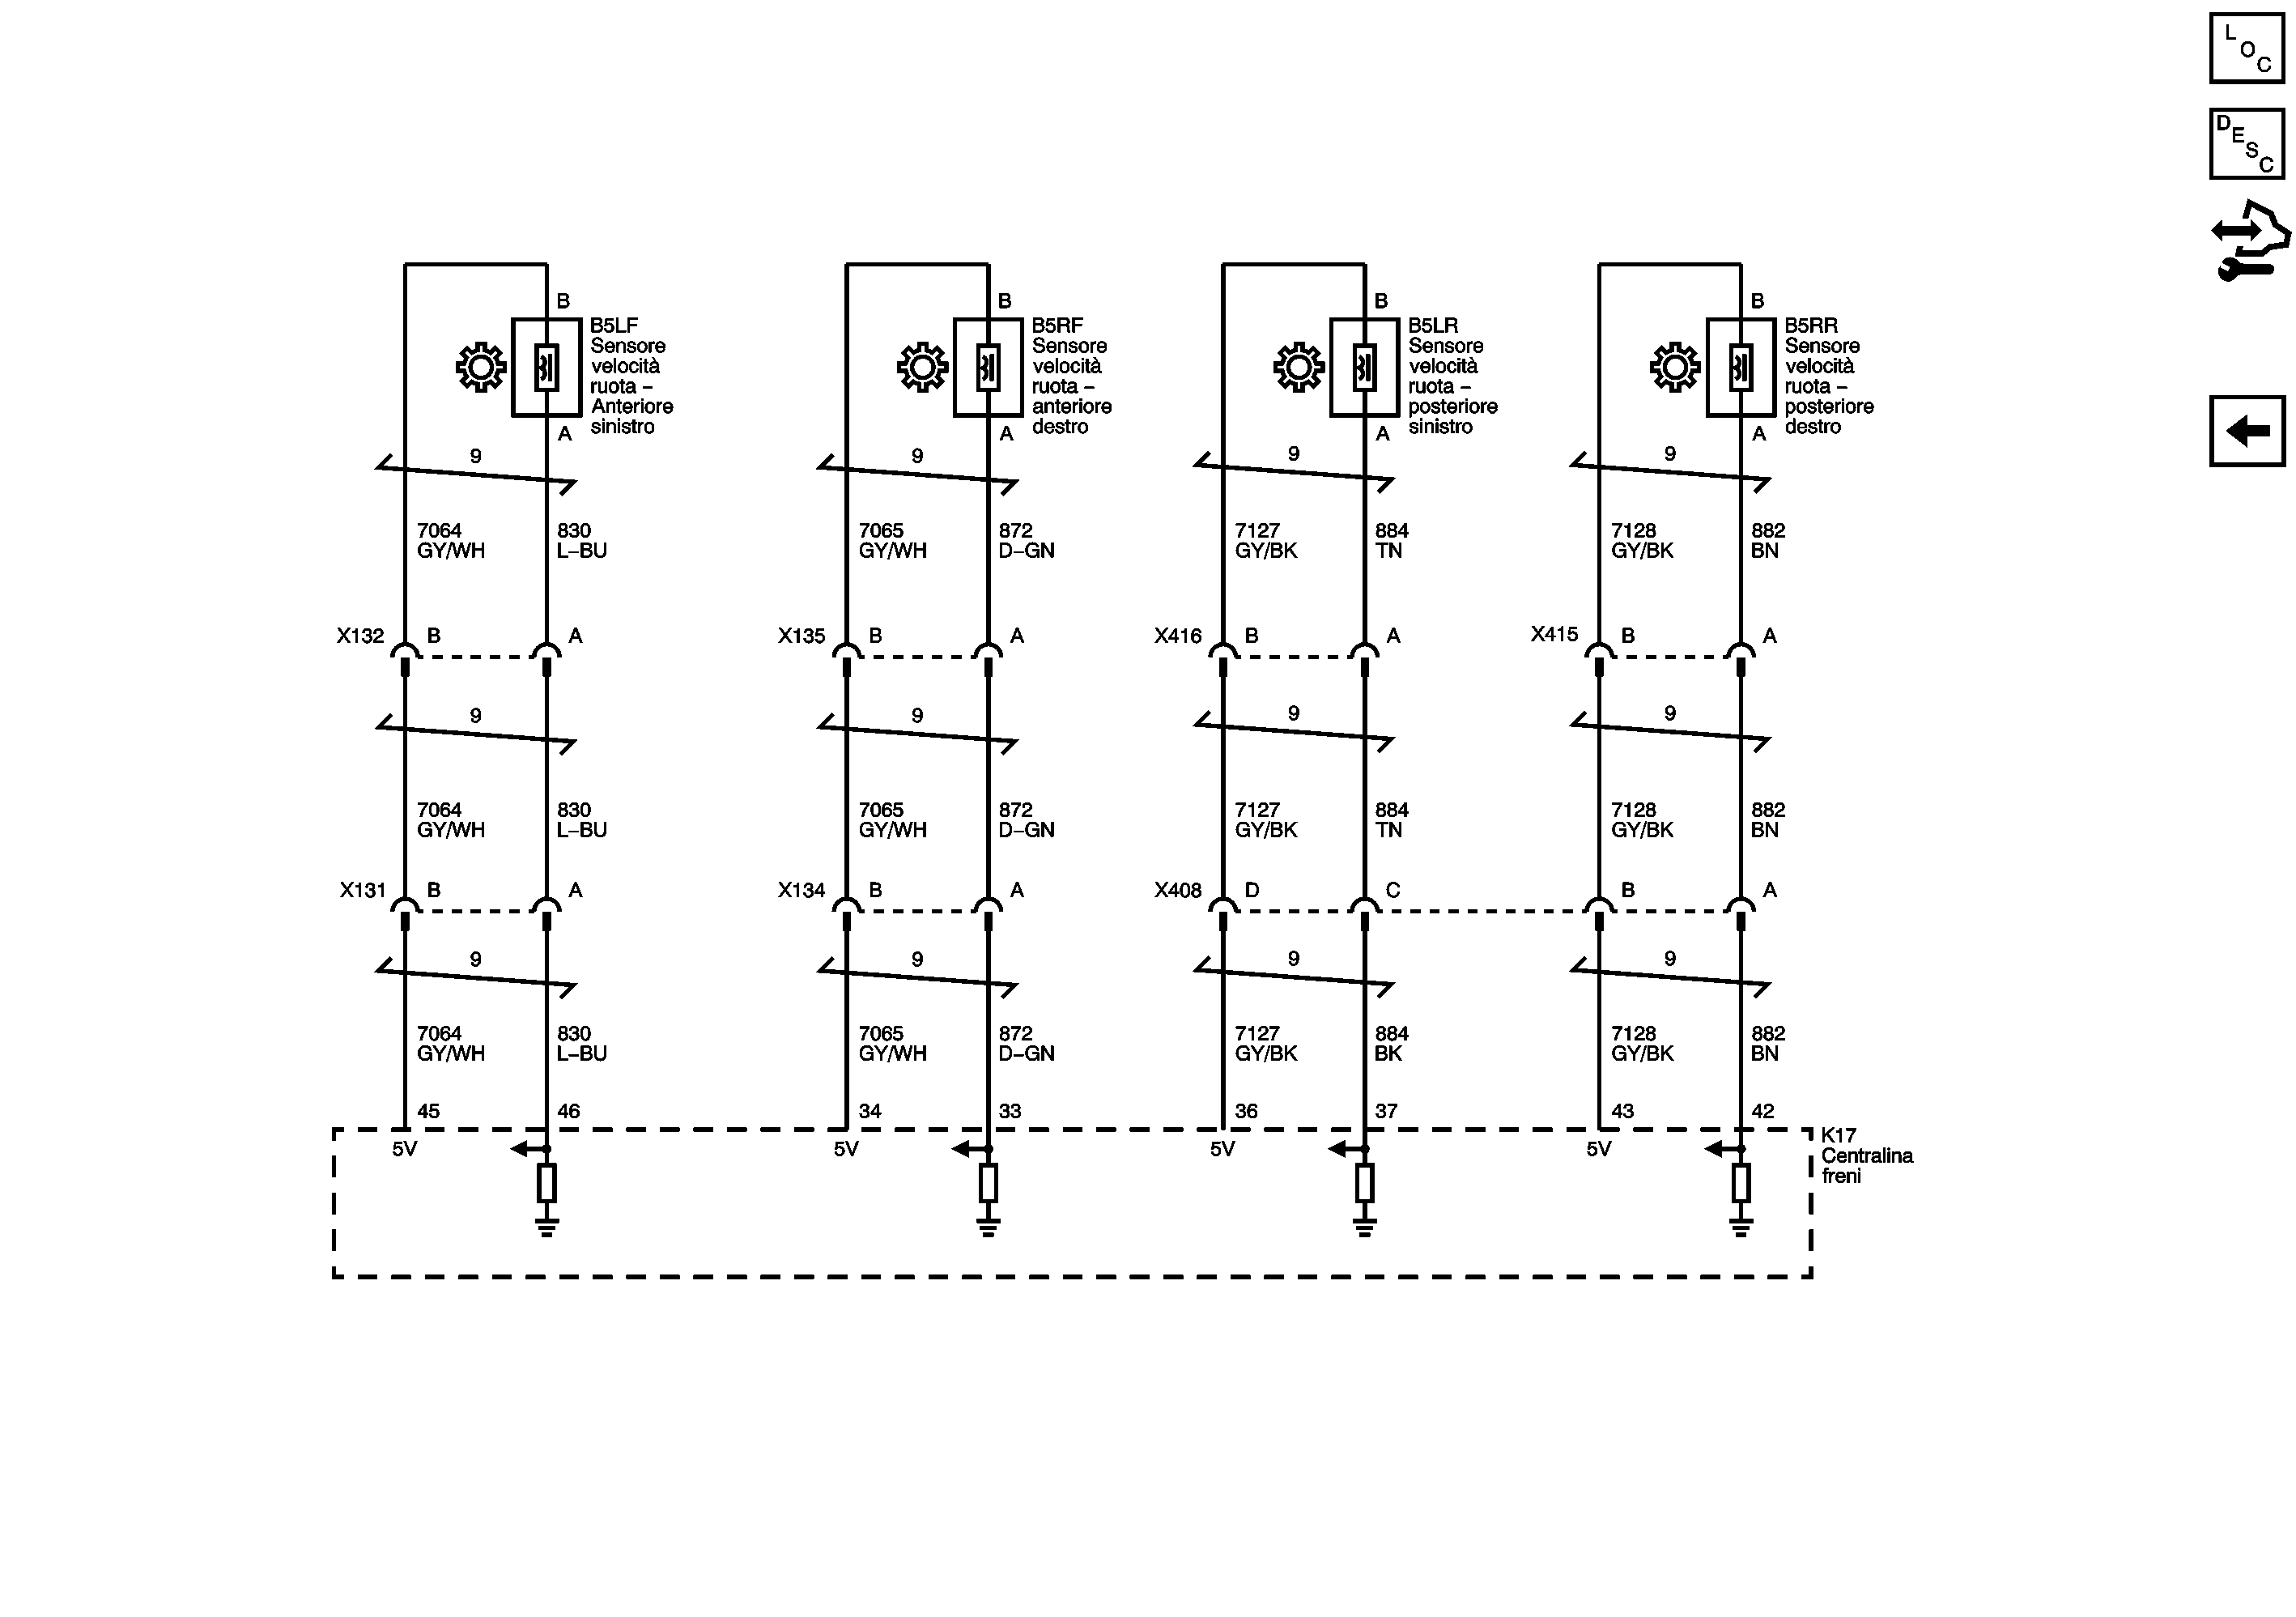 L
O
C
D
E
S
C
B
B
B
B
B5LF
Sensore
velocità
ruota –
Anteriore
sinistro
B5RF
Sensore
velocità
ruota –
anteriore
destro
B5LR
Sensore
velocità
ruota –
posteriore
sinistro
B5RR
Sensore
velocità
ruota –
posteriore
destro
A
A
A
A
9
9
9
9
7064
GY/WH
830
L–BU
7065
GY/WH
872
D–GN
7127
GY/BK
884
TN
7128
GY/BK
882
BN
X132 B A
X135 B A
X416 B A
X415 B A
9
9
9
9
7064
GY/WH
830
L–BU
7065
GY/WH
872
D–GN
7127
GY/BK
884
TN
7128
GY/BK
882
BN
X131 B A
X134 B A
X408 D C
B A
9
9
9
9
7064
GY/WH
830
L–BU
7065
GY/WH
872
D–GN
7127
GY/BK
884
BK
7128
GY/BK
882
BN
45 46 34 33 36 37 43 42
5V 5V 5V 5V
K17
Centralina
freni